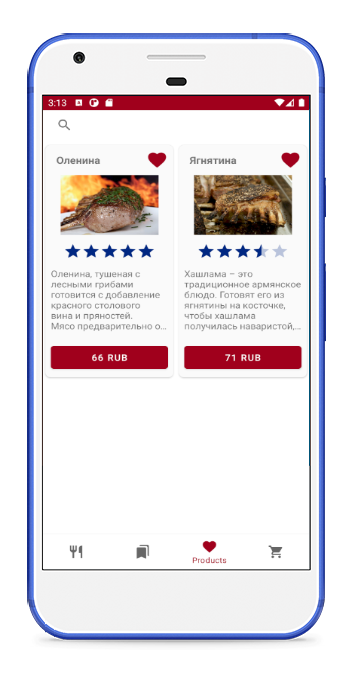 3:13
Оленина
Ягнятина
Оленина, тушеная с
лесными грибами
готовится с добавление
красного столового
вина и пряностей.
Мясо предварительно о...
Хашлама – это
традиционное армянское
блюдо. Готовят его из
ягнятины на косточке,
чтобы хашлама
получилась наваристой,...
66 RUB
71 RUB
Products